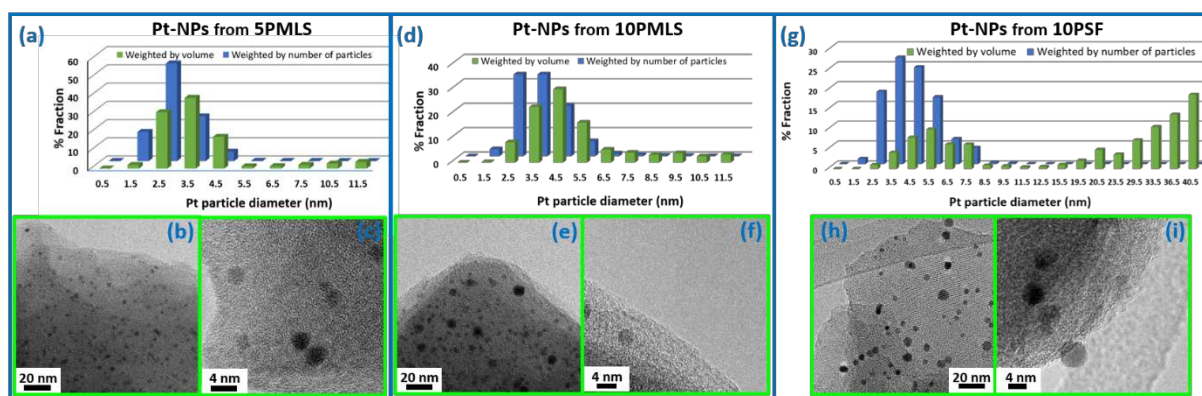 (a)
Pt-NPs from 5PMLS
Weighted by volume
Weighted by number of particles
% Fraction
60
50
40
30
20
10
0
0.5 1.5 2.5 3.5 4.5 5.5 6.5 7.5 8.5 9.5 10.5 11.5
Pt particle diameter (nm)
(b)
20 nm
(c)
4 nm
(d)
Pt-NPs from 10PMLS
Weighted by volume
Weighted by number of particles
% Fraction
40
30
20
10
0
0.5 1.5 2.5 3.5 4.5 5.5 6.5 7.5 8.5 9.5 10.5 11.5
Pt particle diameter (nm)
(e)
20 nm
(f)
4 nm
(g)
Pt-NPs from 10PSF
Weighted by volume
Weighted by number of particles
% Fraction
30
25
20
15
10
5
0
0.5 1.5 2.5 3.5 4.5 5.5 6.5 7.5 8.5 9.5 11.5 12.5 15.5 19.5 20.5 23.5 29.5 33.5 36.5 40.5
Pt particle diameter (nm)
(h)
20 nm
(i)
4 nm